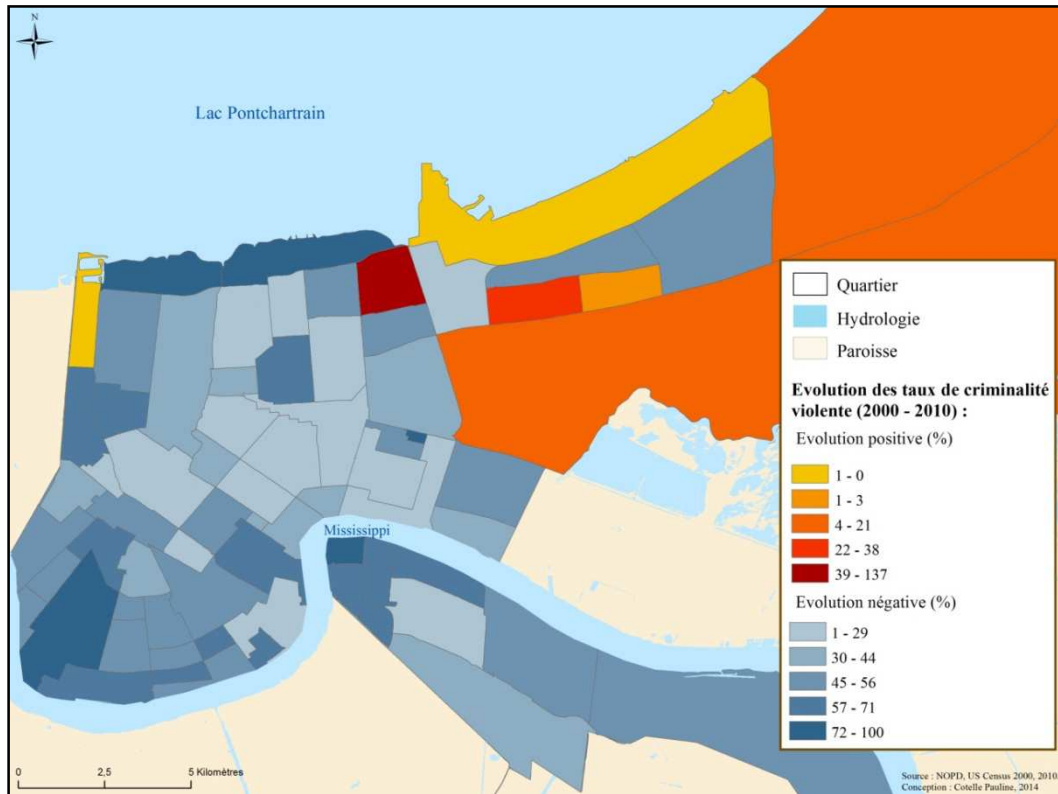 N
Lac Pontchartrain
Mississippi
Quartier
Hydrologie
Paroisse
Evolution des taux de criminalité
violente (2000 - 2010) :
Evolution positive (%)
1 - 0
1 - 3
4 - 21
22 - 38
39 - 137
Evolution négative (%)
1 - 29
30 - 44
45 - 56
57 - 71
72 - 100
0 2,5 5 Kilomètres
Source : NOPD, US Census 2000, 2010
Conception : Cotelle Pauline, 2014